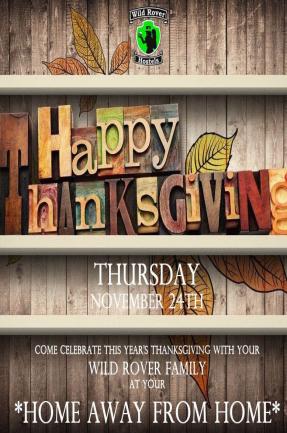 Wild Rover
Hostels
Happy
Thanksgiving
THURSDAY
NOVEMBER 24TH
COME CELEBRATE THIS YEAR'S THANKSGIVING WITH YOUR
WILD ROVER FAMILY
AT YOUR
*HOME AWAY FROM HOME*